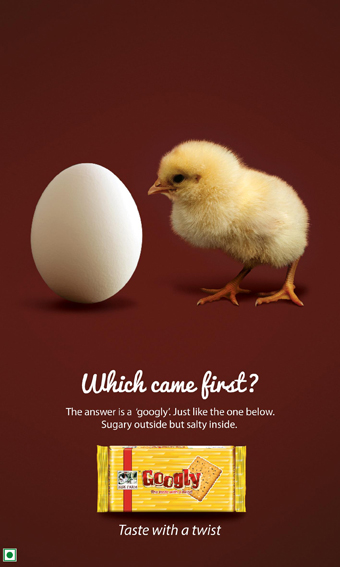 Which came first?
The answer is a ‘googly’. Just like the one below.
Sugary outside but salty inside.
Googly
Taste with a twist